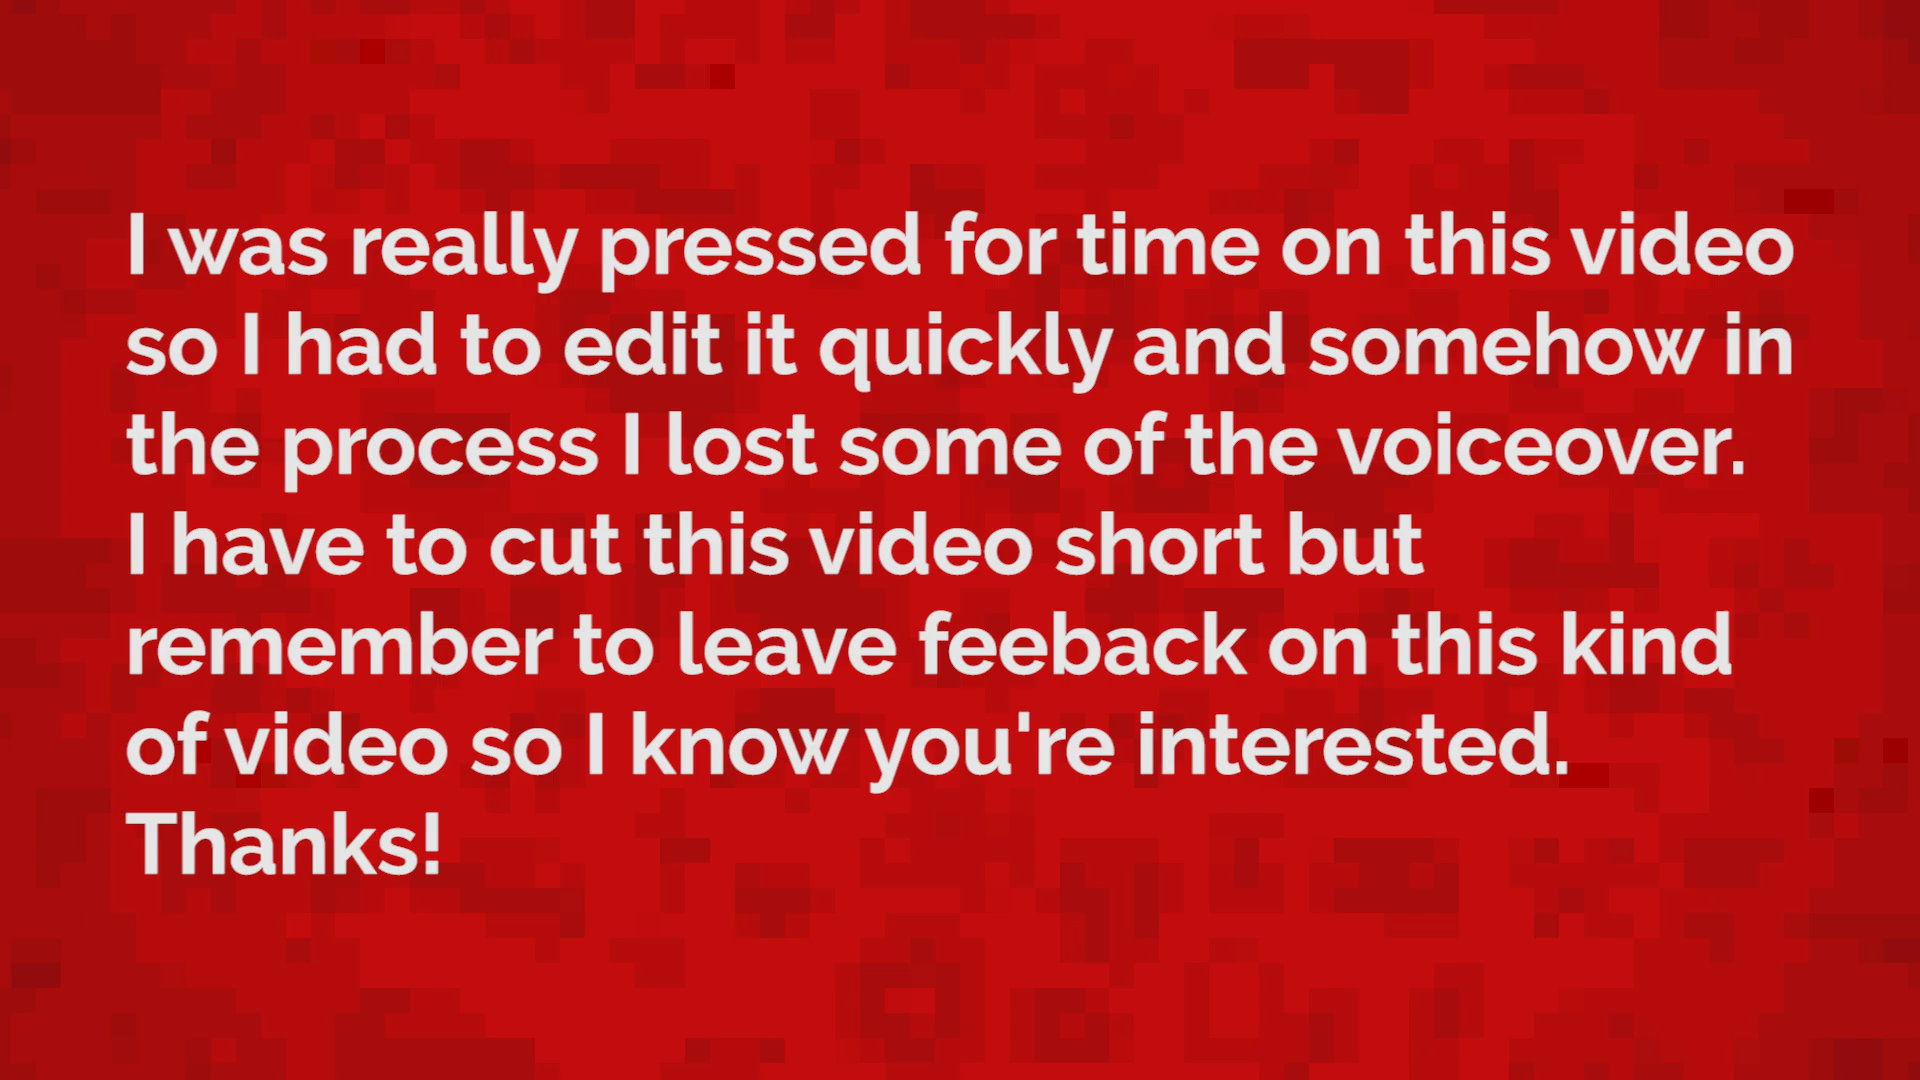 I was really pressed for time on this video
so I had to edit it quickly and somehow in
the process I lost some of the voiceover.
I have to cut this video short but
remember to leave feeback on this kind
of video so I know you're interested.
Thanks!